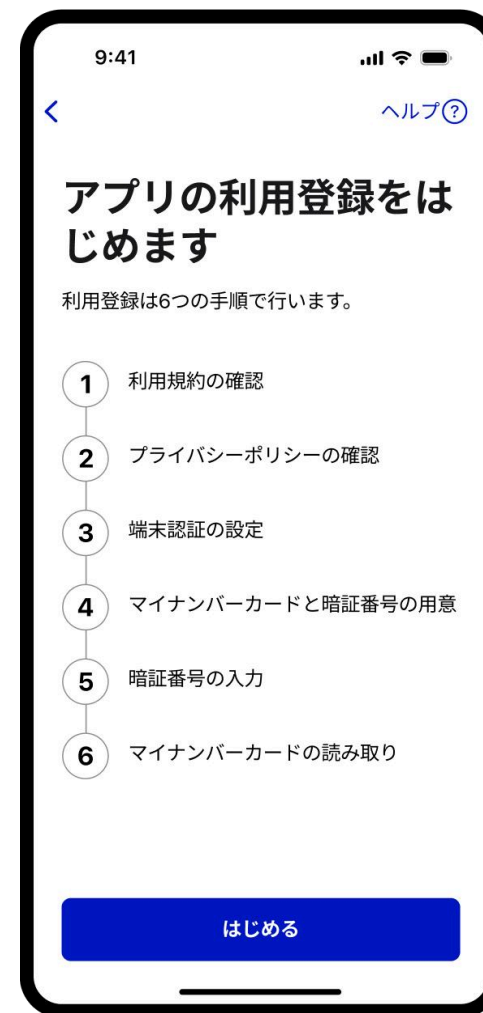 9:41
ヘルプ?
アプリの利用登録をは
じめます
利用登録は6つの手順で行います。
1 利用規約の確認
2 プライバシーポリシーの確認
3 端末認証の設定
4 マイナンバーカードと暗証番号の用意
5 暗証番号の入力
6 マイナンバーカードの読み取り
はじめる